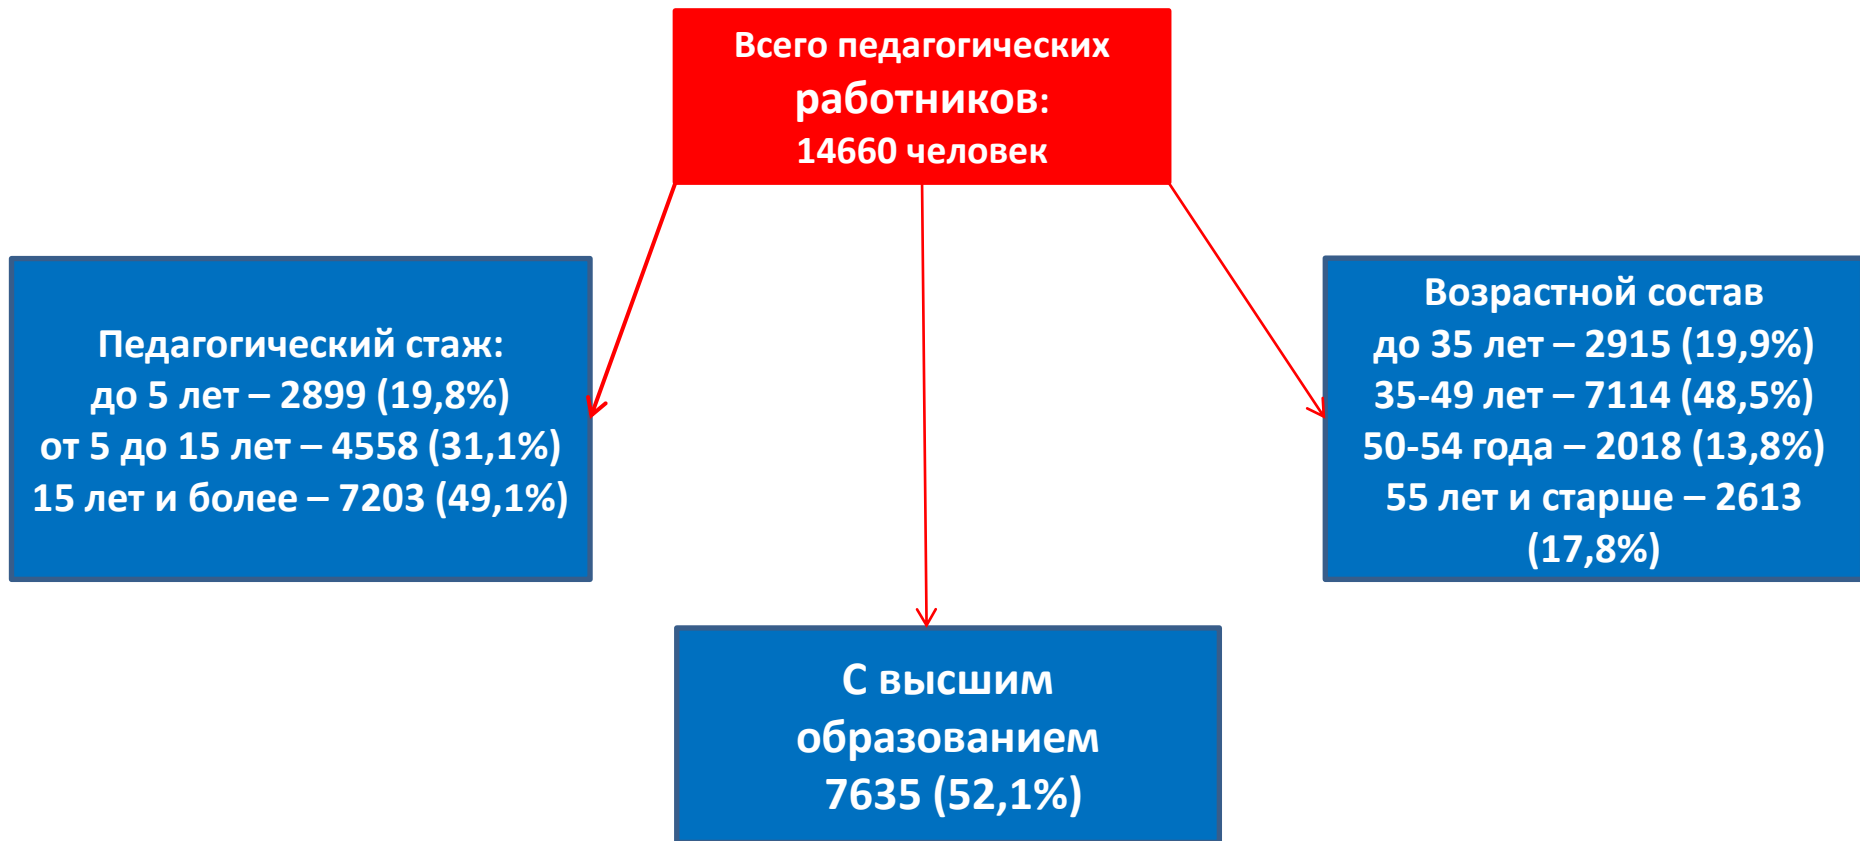 Всего педагогических
работников:
14660 человек
Педагогический стаж:
до 5 лет – 2899 (19,8%)
от 5 до 15 лет – 4558 (31,1%)
15 лет и более – 7203 (49,1%)
Возрастной состав
до 35 лет – 2915 (19,9%)
35-49 лет – 7114 (48,5%)
50-54 года – 2018 (13,8%)
55 лет и старше – 2613
(17,8%)
С высшим
образованием
7635 (52,1%)